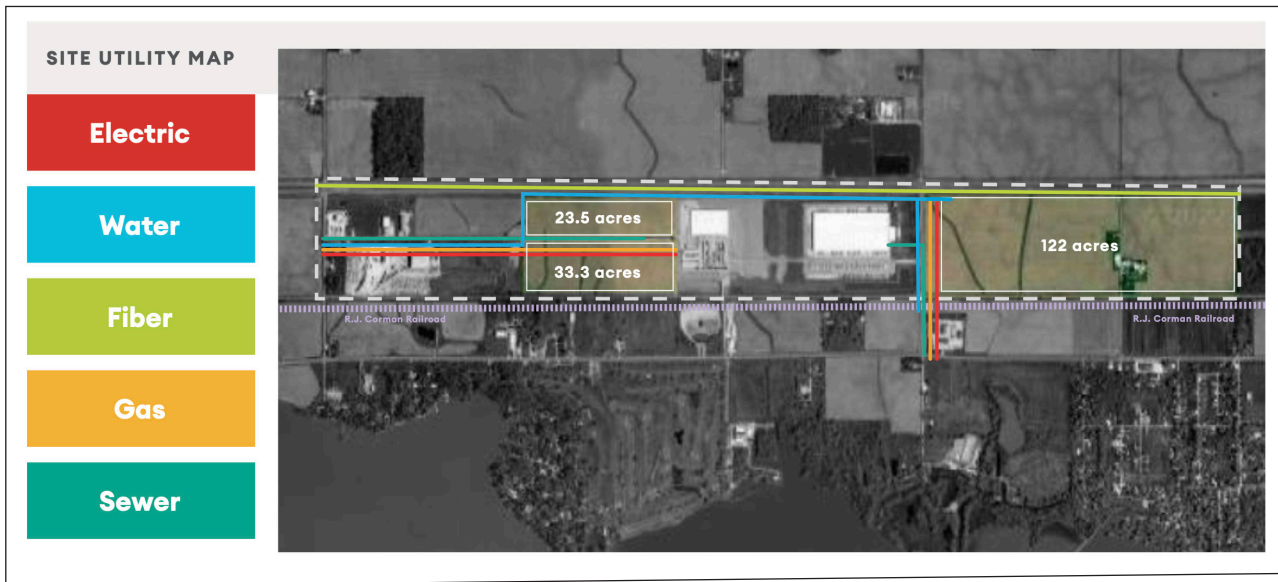 SITE UTILITY MAP
Electric
Water
Fiber
Gas
Sewer
23.5 acres
33.3 acres
122 acres
R.J. Corman Railroad
R.J. Corman Railroad